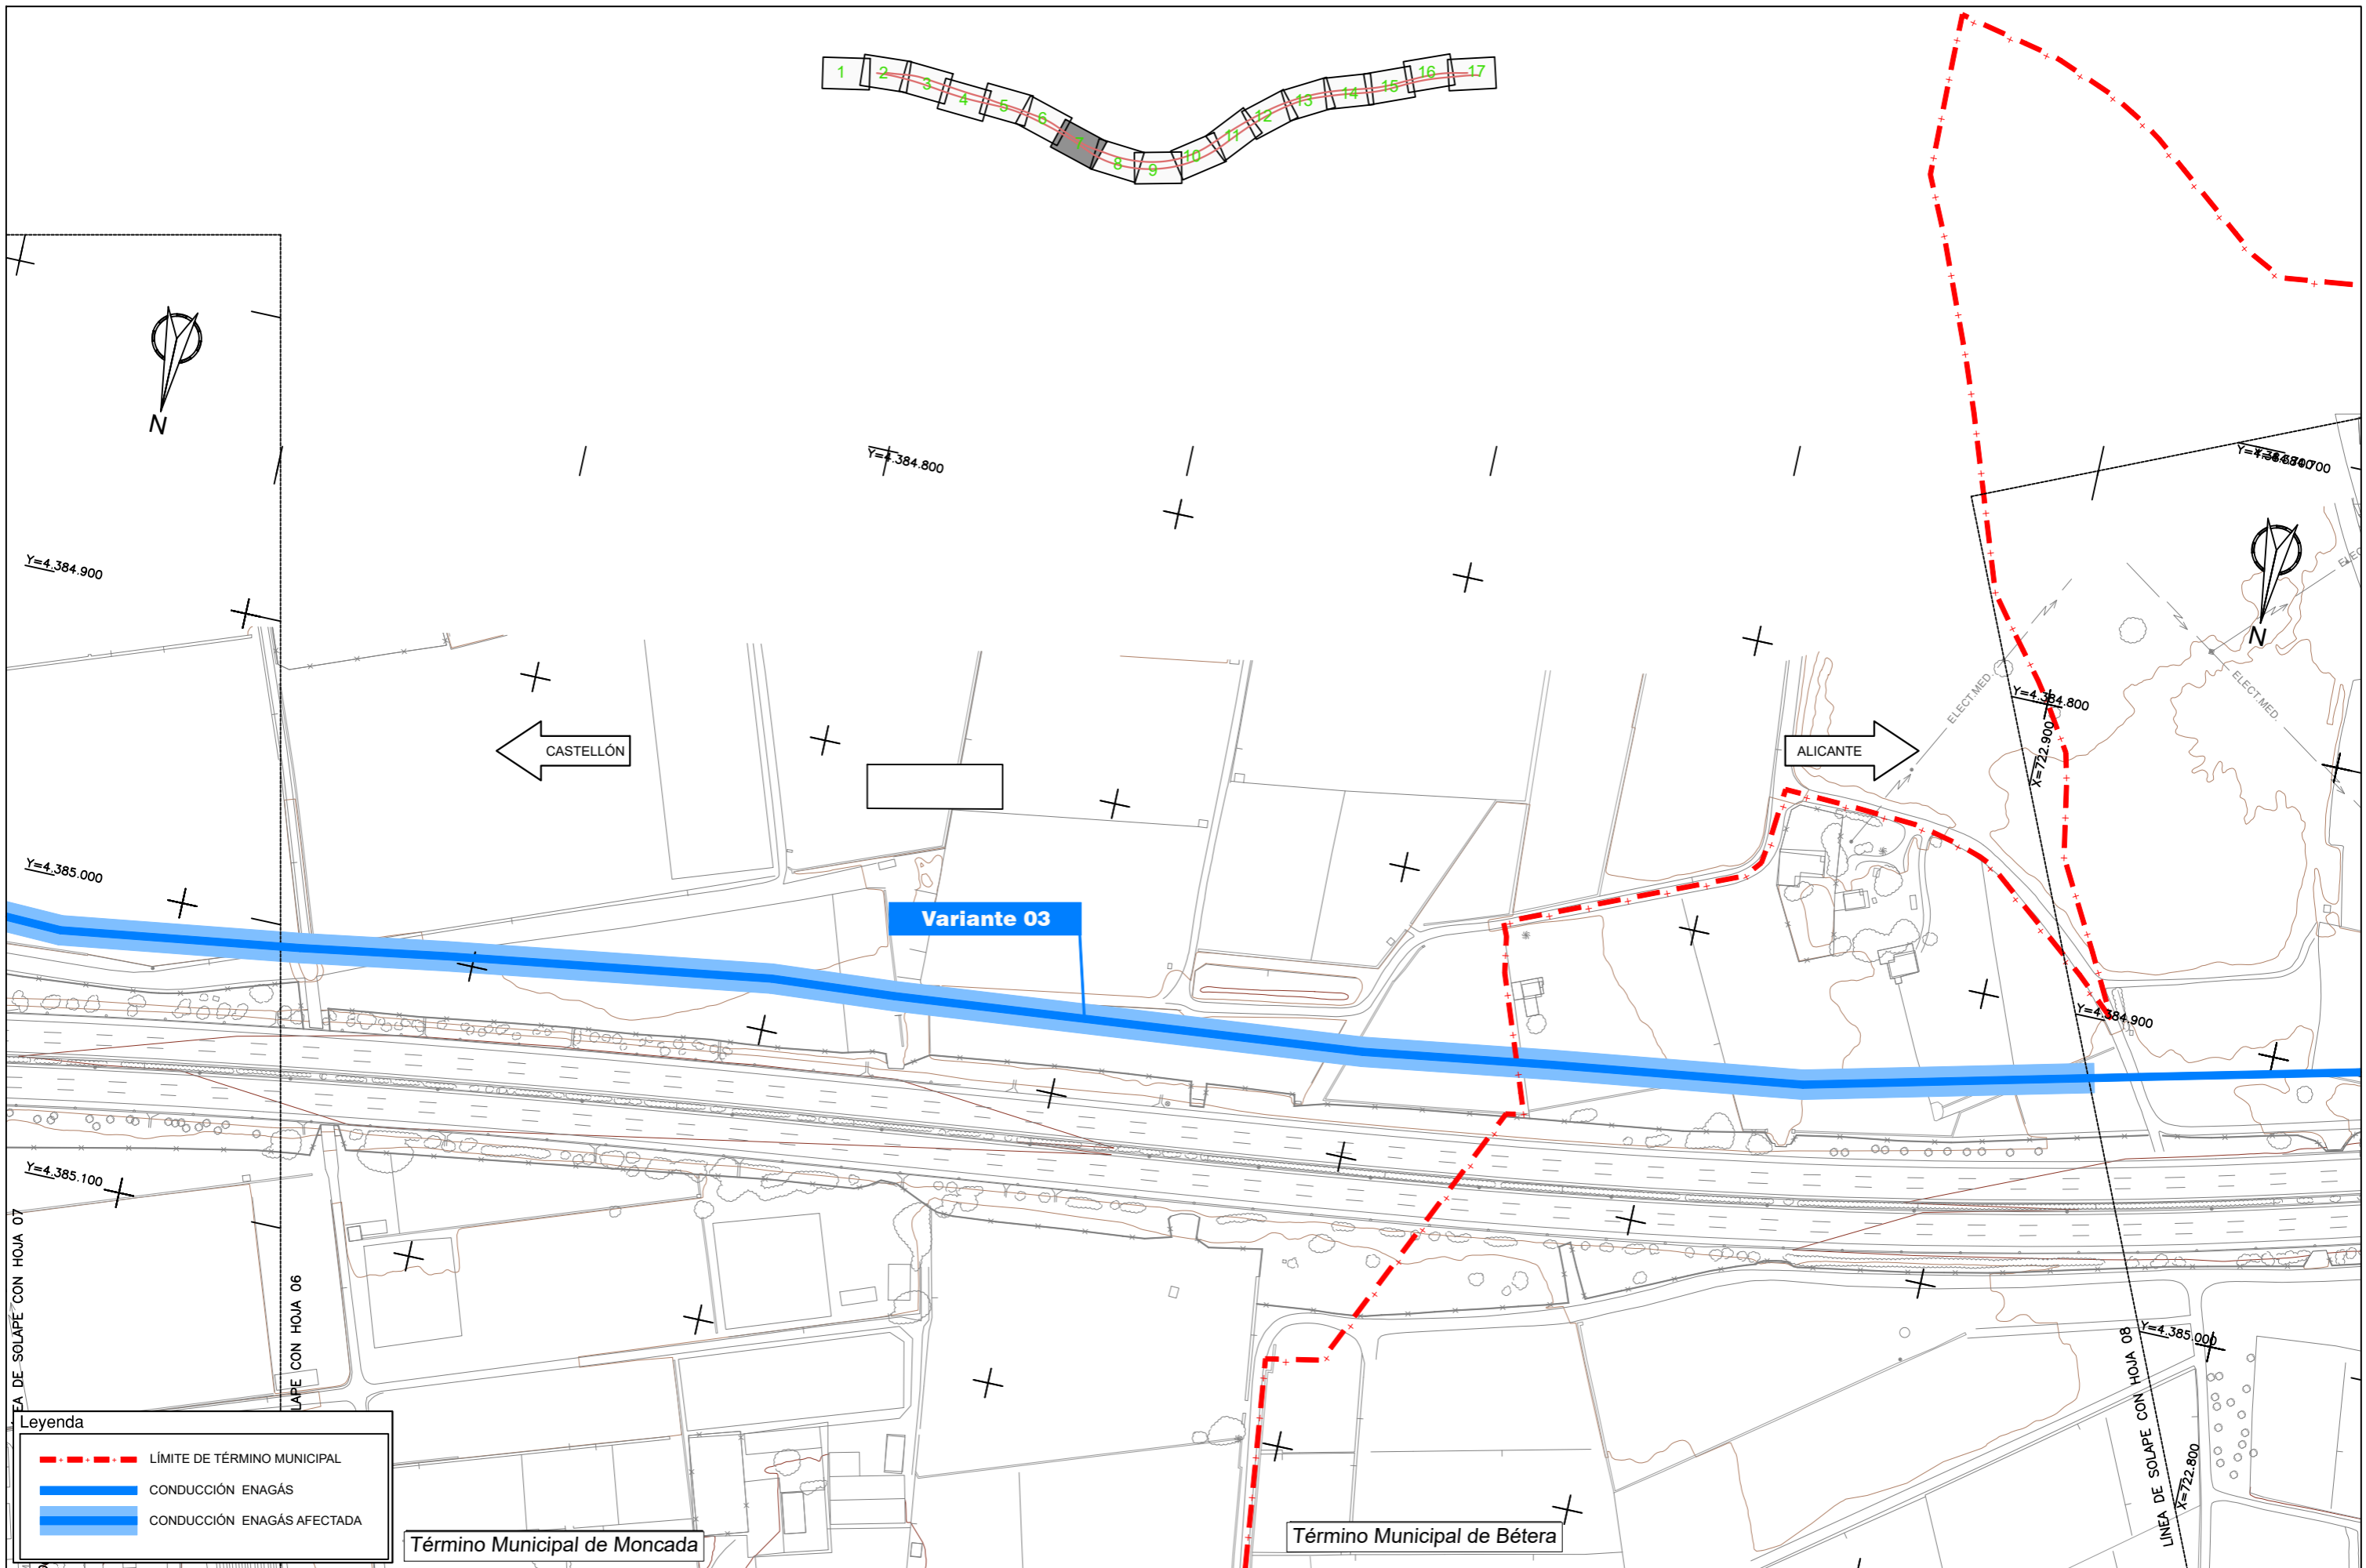 1 2 3 4 5 6 7 8 9 10 11 12 13 14 15 16 17
N
Y=4.384.800
Y=4.384.900
N
Y=4.384.800
X=722.900
ELECT.MED.
ELECT.MED.
CASTELLÓN
ALICANTE
Y=4.385.000
Variante 03
Y=4.384.900
Y=4.385.100
LÍNEA DE SOLAPE CON HOJA 08
Y=4.385.000
X=722.800
EA DE SOLAPE CON HOJA 07
LAPE CON HOJA 06
Leyenda
LÍMITE DE TÉRMINO MUNICIPAL
CONDUCCIÓN ENAGÁS
CONDUCCIÓN ENAGÁS AFECTADA
Término Municipal de Moncada
Término Municipal de Bétera